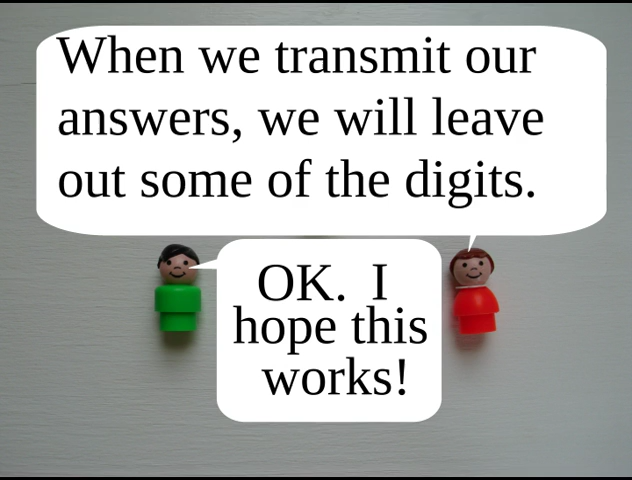 When we transmit our
answers, we will leave
out some of the digits.
OK. I
hope this
works!